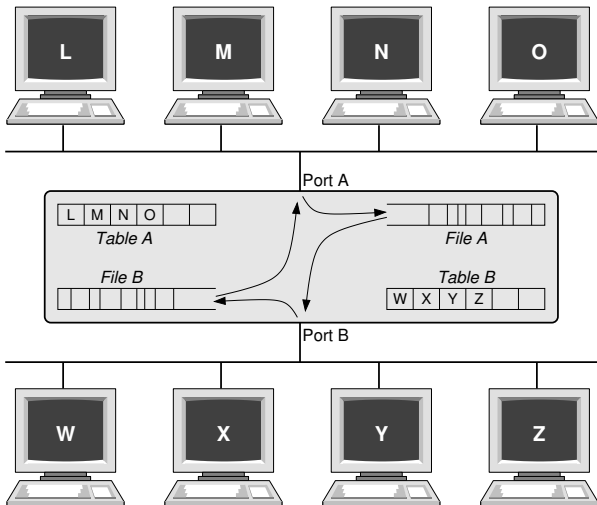 L M N O
Port A
L M N O
Table A
File A
File B
Table B
W X Y Z
Port B
W X Y Z